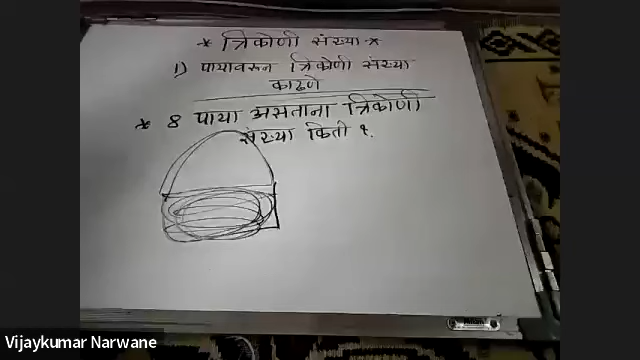 * त्रिकोणी संख्या *
1) पायावरुन त्रिकोणी संख्या
काढणे
* 8 पाया असताना त्रिकोणी
संख्या किती ?.
Vijaykumar Narwane